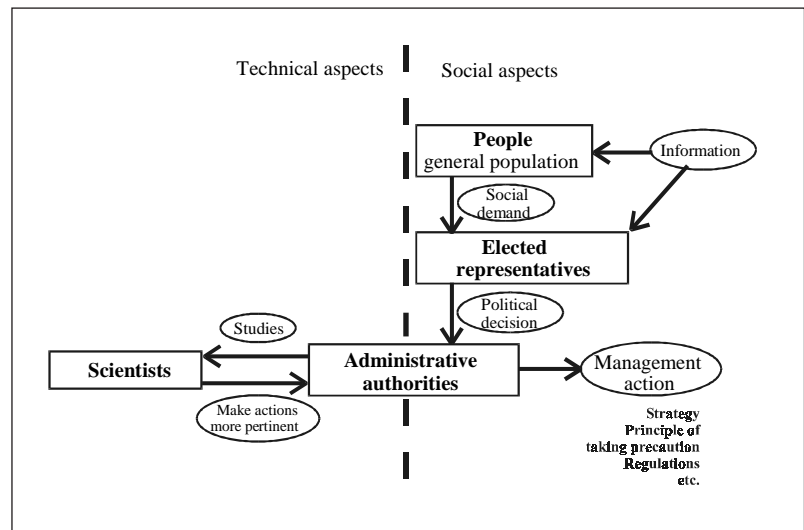 Technical aspects
Social aspects
People
general population
Information
Social
demand
Elected
representatives
Political
decision
Studies
Scientists
Administrative
authorities
Management
action
Make actions
more pertinent
Strategy
Principle of
taking precaution
Regulations
etc.